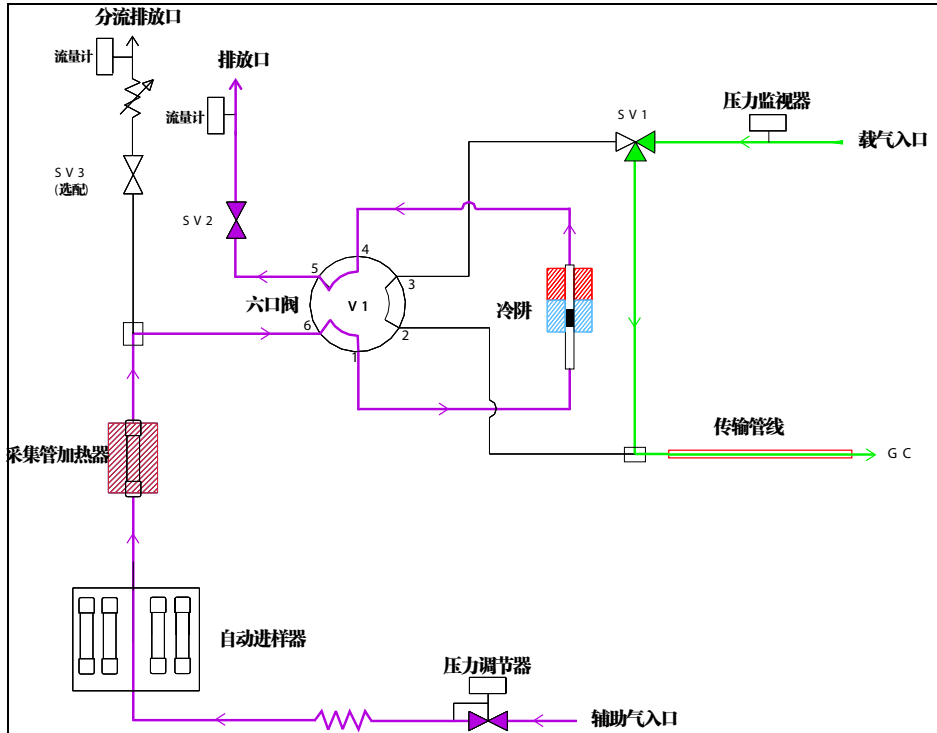 分流排放口
流量计
排放口
流量计
压力监视器
SV1
载气入口
SV3
(选配)
SV2
4
5
3
六口阀
V1
冷阱
6
2
1
传输管线
GC
采集管加热器
自动进样器
压力调节器
辅助气入口